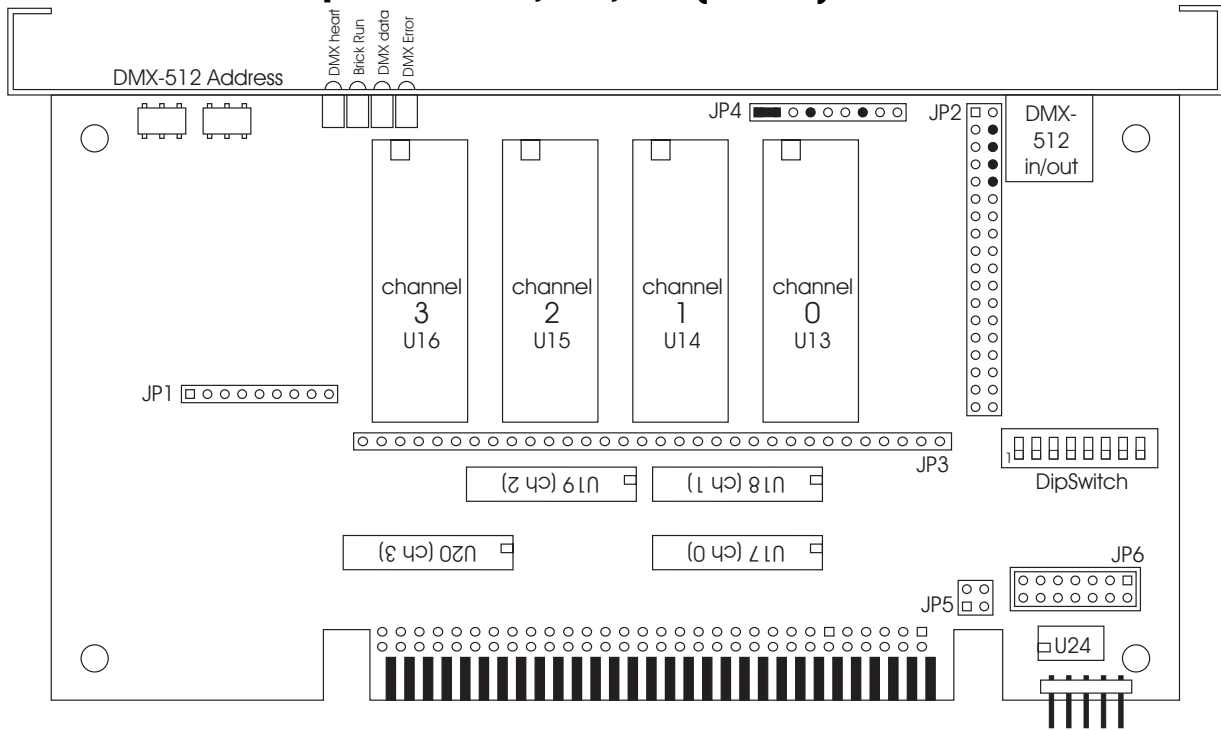 DMX heart
Brick Run
DMX data
DMX Error
DMX-512 Address
JP4
JP2
DMX-
512
in/out
channel
3
U16
channel
2
U15
channel
1
U14
channel
0
U13
JP1
JP3
1
DipSwitch
U19 (ch 2)
U18 (ch 1)
U20 (ch 3)
U17 (ch 0)
JP6
JP5
U24